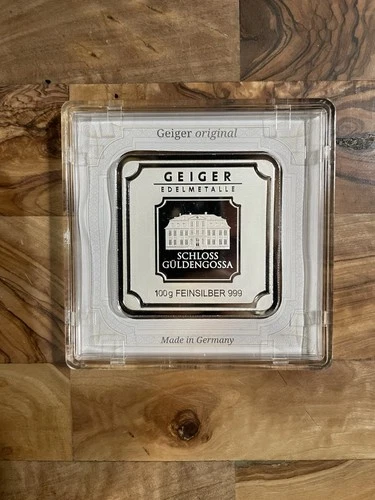 Geiger original
GEIGER
EDELMETALLE
SCHLOSS
GÜLDENGOSSA
100g FEINSILBER 999
Made in Germany